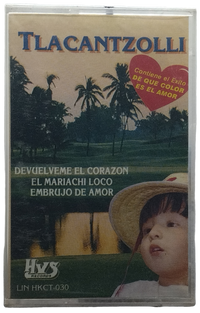 TLACANTZOLLI
Contiene el Exito
DE QUE COLOR
ES EL AMOR
DEVUELVEME EL CORAZON
EL MARIACHI LOCO
EMBRUJO DE AMOR
HVS
LIN HKCT-030